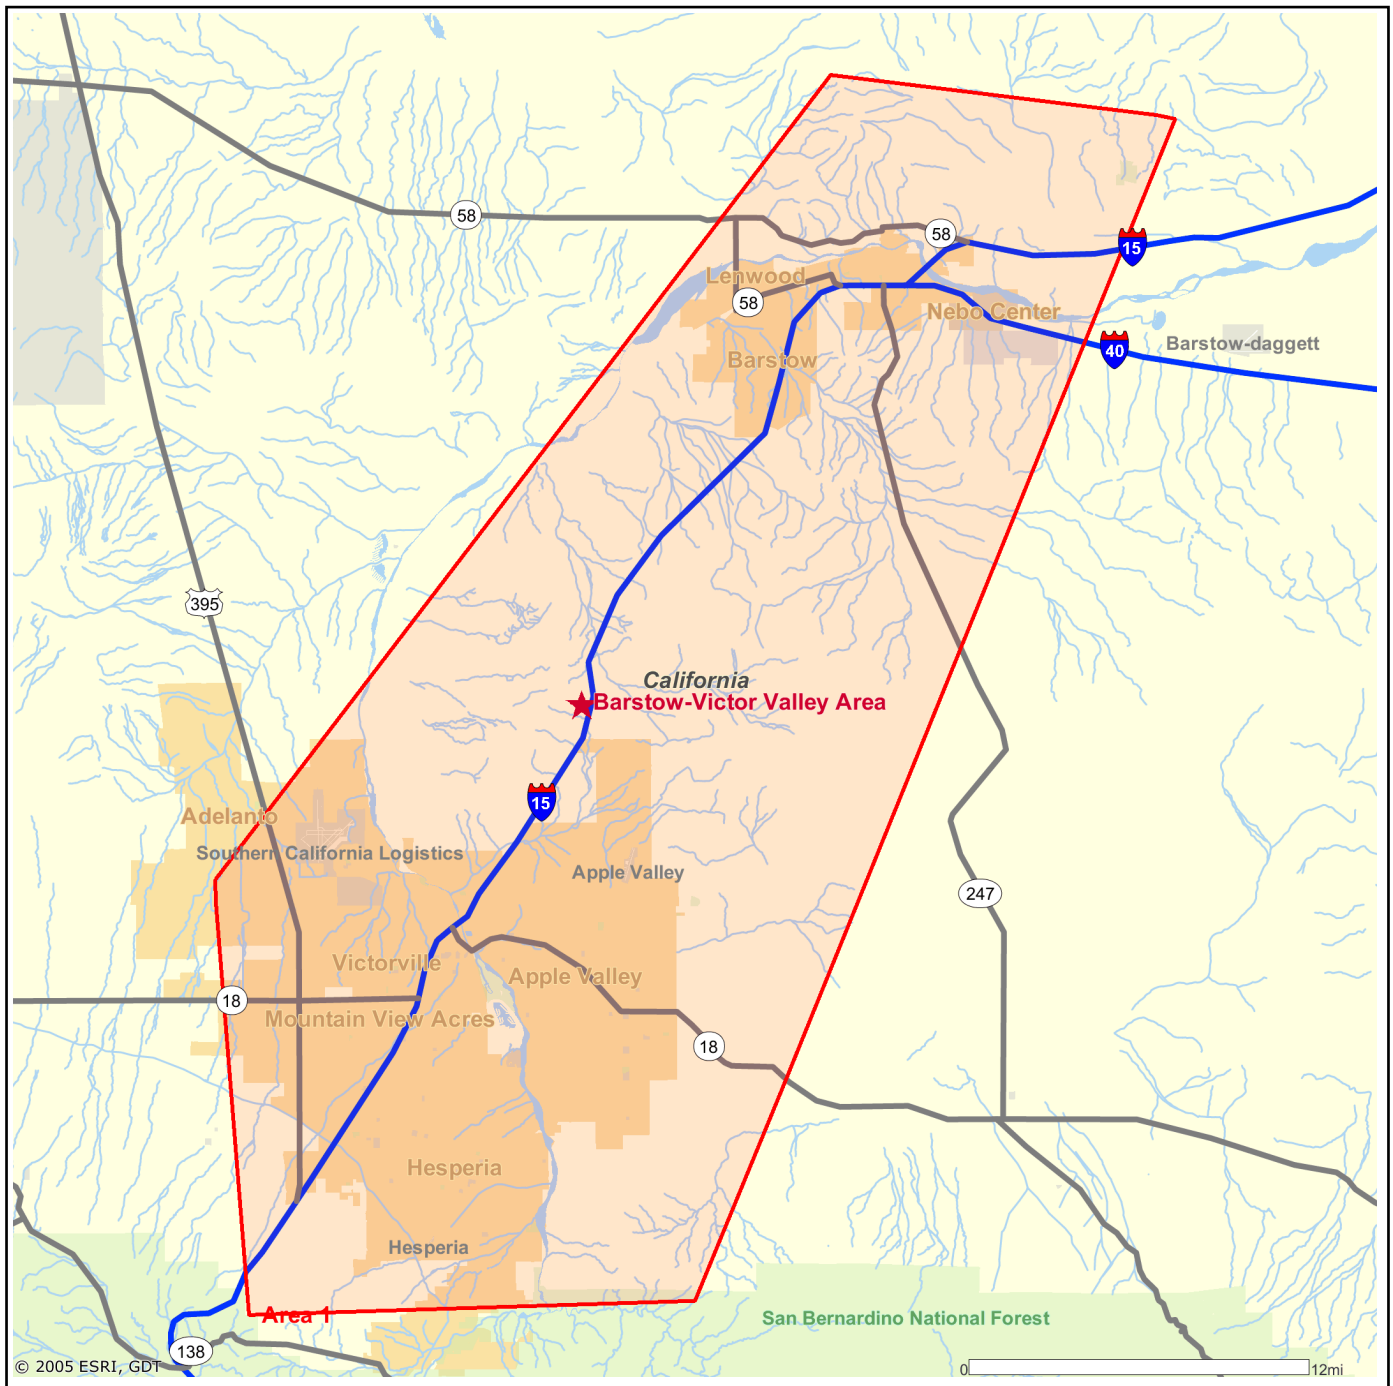 58
58
15
Lenwood
58
Nebo Center
Barstow-daggett
40
Barstow
395
California
Barstow-Victor Valley Area
15
Adelanto
Southern California Logistics
Apple Valley
247
Victorville
Apple Valley
18
Mountain View Acres
18
Hesperia
Hesperia
Area 1
San Bernardino National Forest
138
© 2005 ESRI, GDT
0 12mi